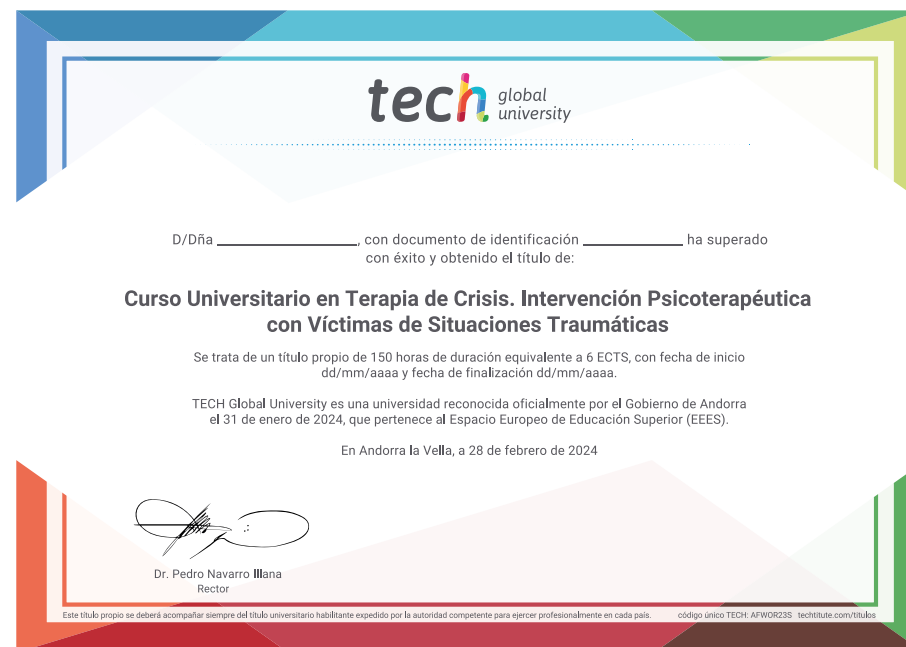 tech global university
D/Dña ____________________, con documento de identificación ______________ ha superado
con éxito y obtenido el título de:
Curso Universitario en Terapia de Crisis. Intervención Psicoterapéutica
con Víctimas de Situaciones Traumáticas
Se trata de un título propio de 150 horas de duración equivalente a 6 ECTS, con fecha de inicio
dd/mm/aaaa y fecha de finalización dd/mm/aaaa.
TECH Global University es una universidad reconocida oficialmente por el Gobierno de Andorra
el 31 de enero de 2024, que pertenece al Espacio Europeo de Educación Superior (EEES).
En Andorra la Vella, a 28 de febrero de 2024
Dr. Pedro Navarro Illana
Rector
Este título propio se deberá acompañar siempre del título universitario habilitante expedido por la autoridad competente para ejercer profesionalmente en cada país. código único TECH: AFWOR23S techtitute.com/titulos